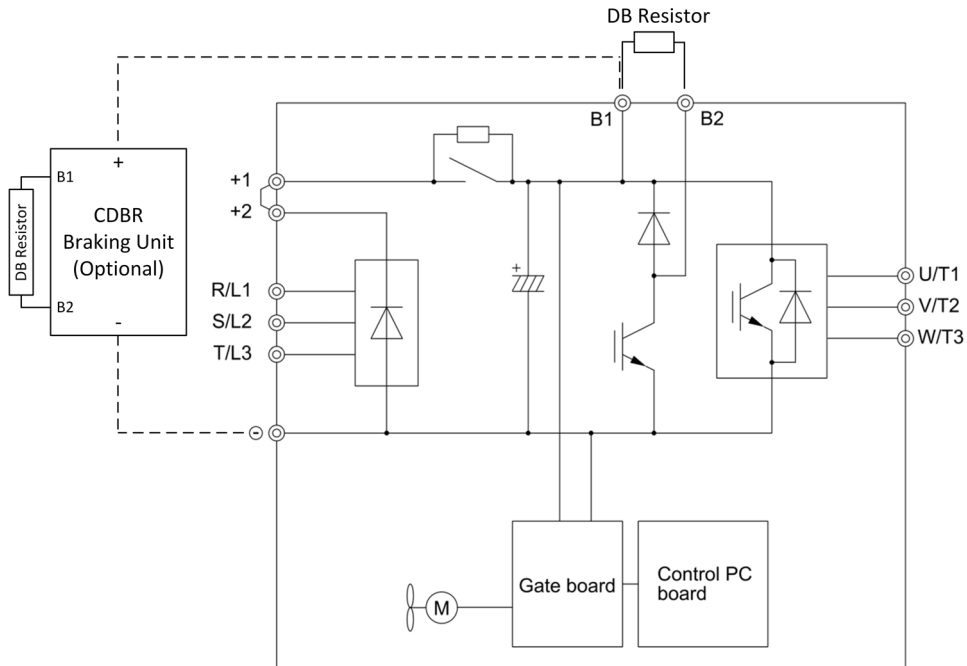 DB Resistor
B1
B2
+
B1
DB Resistor
CDBR
Braking Unit
(Optional)
B2
-
+1
+2
R/L1
S/L2
T/L3
-
+
U/T1
V/T2
W/T3
Gate board
Control PC
board
M